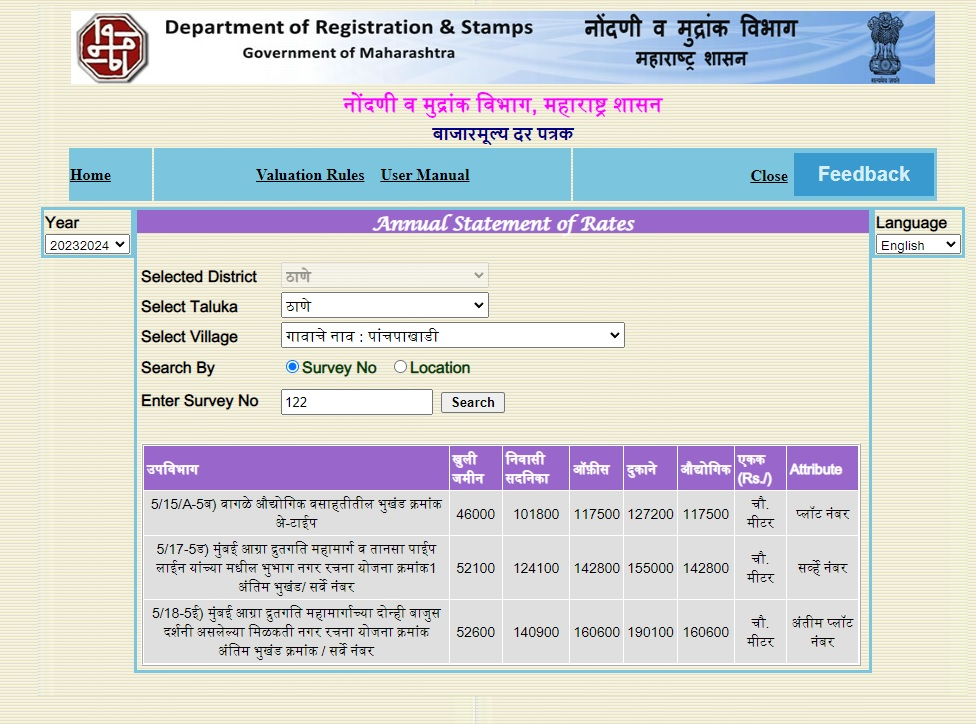 Department of Registration & Stamps
Government of Maharashtra
नोंदणी व मुद्रांक विभाग
महाराष्ट्र शासन
नोंदणी व मुद्रांक विभाग, महाराष्ट्र शासन
बाजारमूल्य दर पत्रक
Home Valuation Rules User Manual Close Feedback
Year
20232024
Annual Statement of Rates
Language
English
Selected District ठाणे
Select Taluka ठाणे
Select Village गावाचे नाव : पांचपाखाडी
Search By Survey No Location
Enter Survey No 122 Search
उपविभाग खुली जमीन निवासी सदनिका ऑफ़ीस दुकाने औद्योगिक एकक (Rs./) Attribute
5/15/A-5ब) वागळे औद्योगिक वसाहतीतील भुखंड क्रमांक
अे-टाईप
46000 101800 117500 127200 117500 चौ. मीटर प्लॉट नंबर
5/17-5ड) मुंबई आग्रा द्रुतगति महामार्ग व तानसा पाईप
लाईन यांच्या मधील भुभाग नगर रचना योजना क्रमांक1
अंतिम भुखंड/ सर्वे नंबर
52100 124100 142800 155000 142800 चौ. मीटर सर्व्हे नंबर
5/18-5ई) मुंबई आग्रा द्रुतगति महामार्गाच्या दोन्ही बाजुस
दर्शनी असलेल्या मिळकती नगर रचना योजना क्रमांक
अंतिम भुखंड क्रमांक / सर्वे नंबर
52600 140900 160600 190100 160600 चौ. मीटर अंतीम प्लॉट नंबर